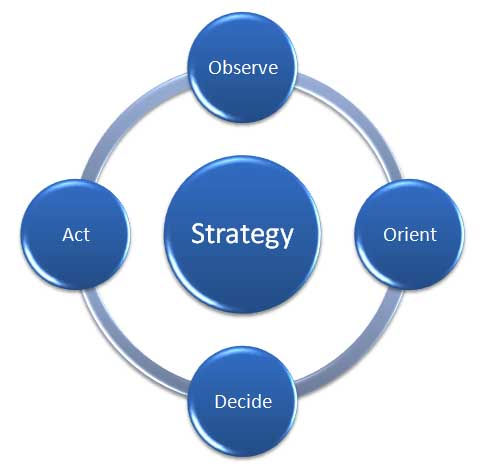 Observe
Orient
Decide
Act
Strategy